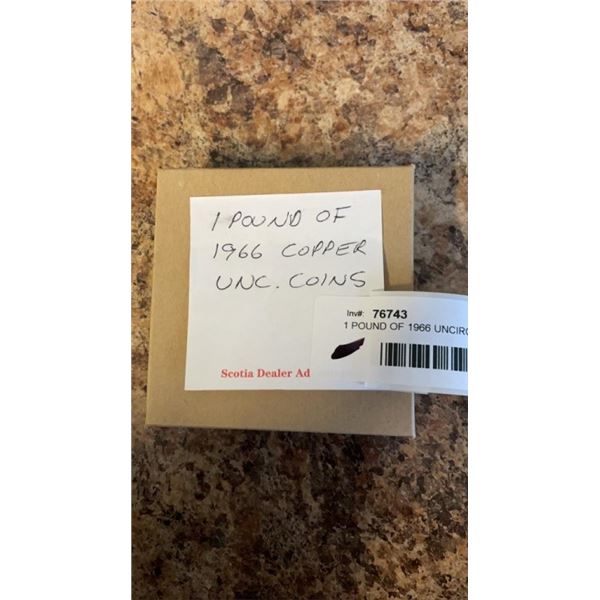 1 POUND OF
1966 COPPER
UNC. COINS
Inv#: 76743
1 POUND OF 1966 UNCIRC
Scotia Dealer Ad